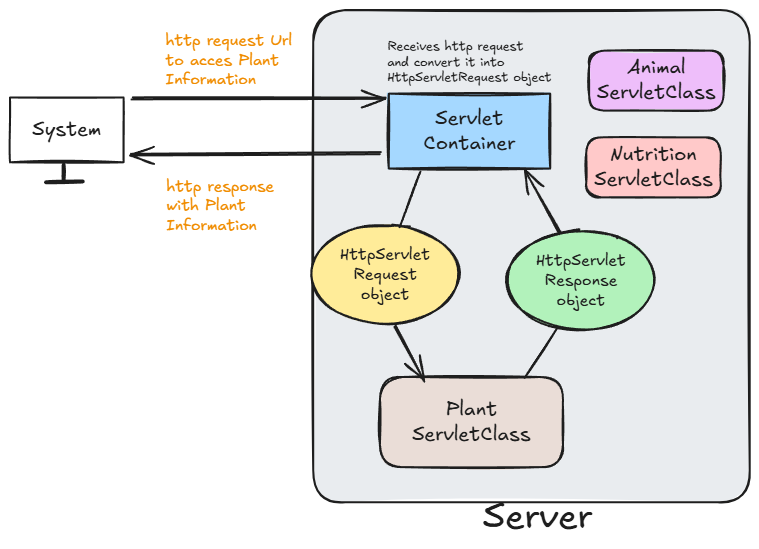 http request Url
to acces Plant
Information
Receives http request
and convert it into
HttpServletRequest object
Animal
ServletClass
System
Servlet
Container
Nutrition
ServletClass
http response
with Plant
Information
HttpServlet
Request
object
HttpServlet
Response
object
Plant
ServletClass
Server